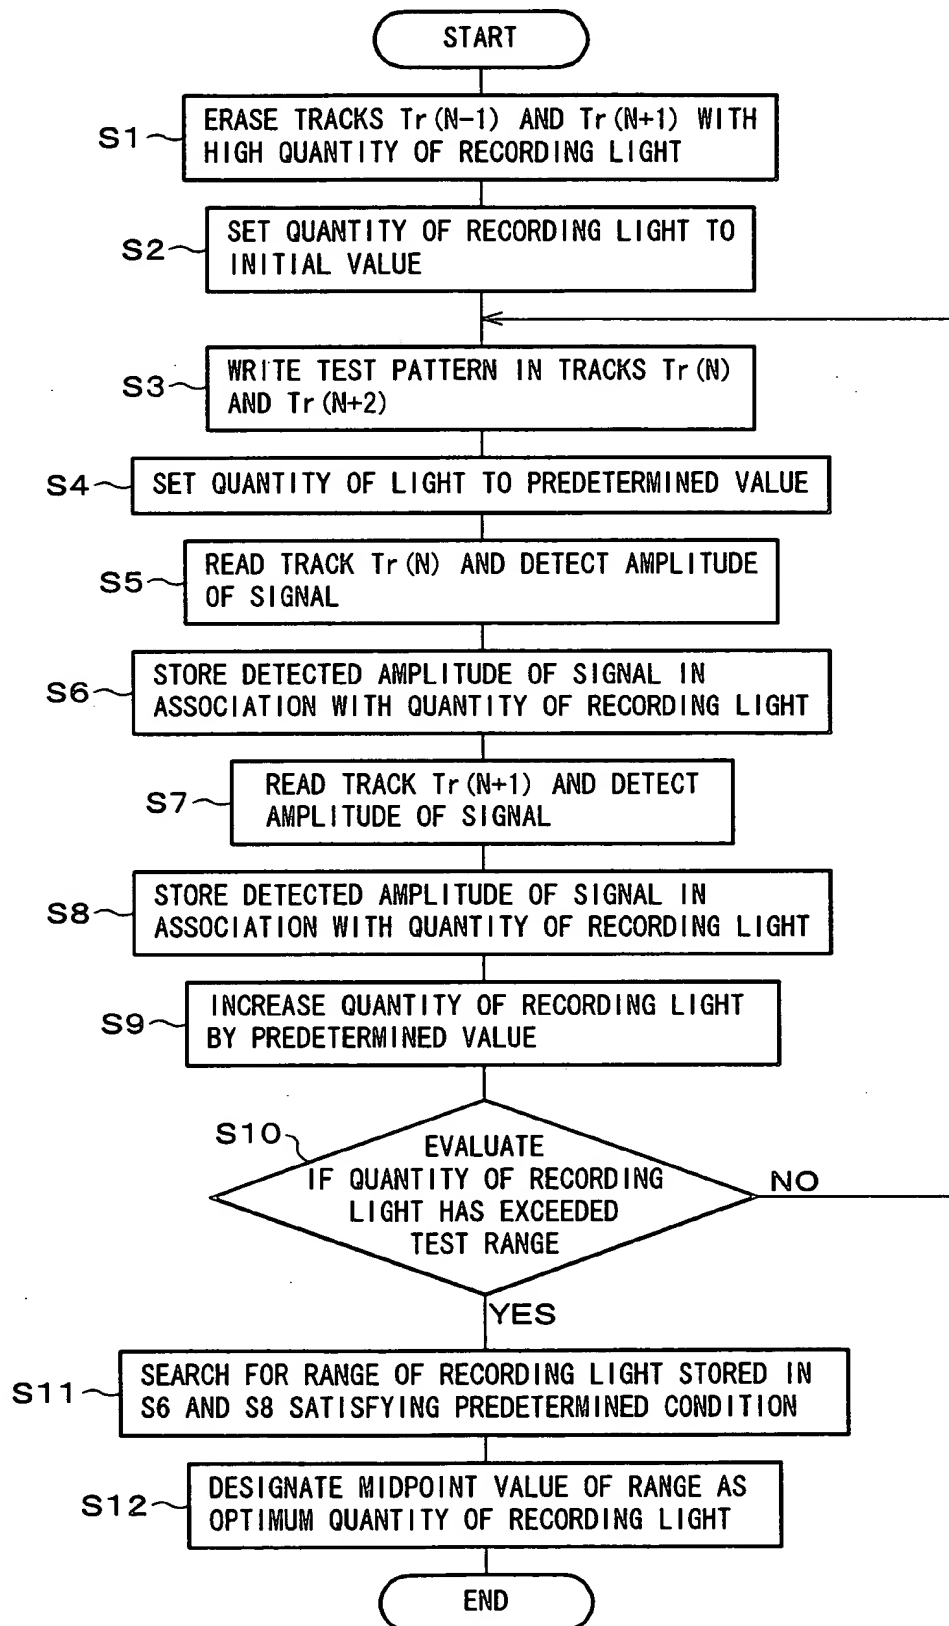 START
S1
ERASE TRACKS Tr(N-1) AND Tr(N+1) WITH
HIGH QUANTITY OF RECORDING LIGHT
S2
SET QUANTITY OF RECORDING LIGHT TO
INITIAL VALUE
S3
WRITE TEST PATTERN IN TRACKS Tr(N)
AND Tr(N+2)
S4
SET QUANTITY OF LIGHT TO PREDETERMINED VALUE
S5
READ TRACK Tr(N) AND DETECT AMPLITUDE
OF SIGNAL
S6
STORE DETECTED AMPLITUDE OF SIGNAL IN
ASSOCIATION WITH QUANTITY OF RECORDING LIGHT
S7
READ TRACK Tr(N+1) AND DETECT
AMPLITUDE OF SIGNAL
S8
STORE DETECTED AMPLITUDE OF SIGNAL IN
ASSOCIATION WITH QUANTITY OF RECORDING LIGHT
S9
INCREASE QUANTITY OF RECORDING LIGHT
BY PREDETERMINED VALUE
S10
EVALUATE
IF QUANTITY OF RECORDING
LIGHT HAS EXCEEDED
TEST RANGE
NO
YES
S11
SEARCH FOR RANGE OF RECORDING LIGHT STORED IN
S6 AND S8 SATISFYING PREDETERMINED CONDITION
S12
DESIGNATE MIDPOINT VALUE OF RANGE AS
OPTIMUM QUANTITY OF RECORDING LIGHT
END